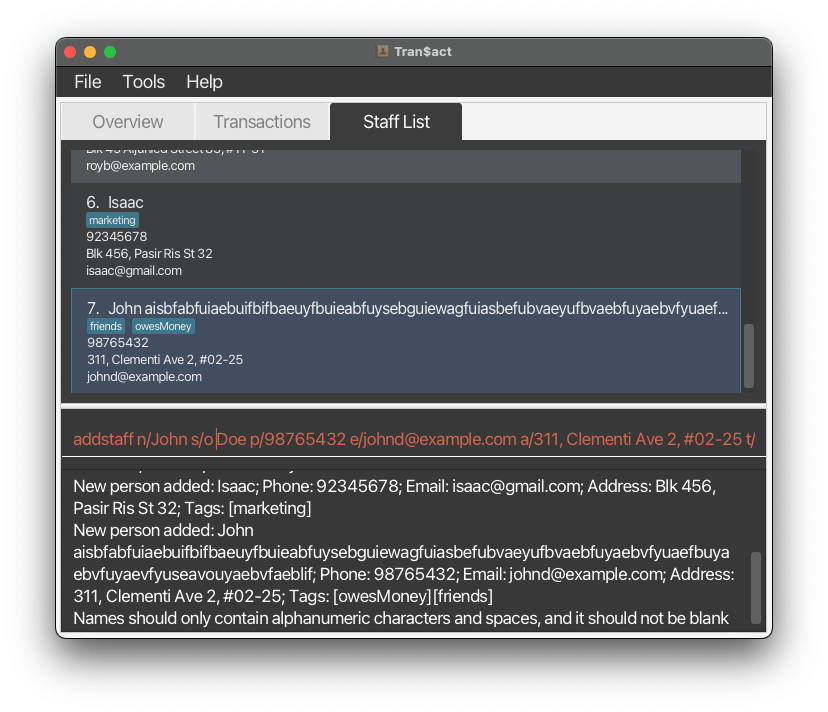 Tran$act
File Tools Help
Overview Transactions Staff List
royb@example.com
6. Isaac
marketing
92345678
Blk 456, Pasir Ris St 32
isaac@gmail.com
7. John aisbfabfuiaebuifbifbaeuyfbuieabfuysebguiewagfuiasbefubvaeyufbvaebfuyaebvfyuaef...
friends owesMoney
98765432
311, Clementi Ave 2, #02-25
johnd@example.com
addstaff n/John s/o Doe p/98765432 e/johnd@example.com a/311, Clementi Ave 2, #02-25 t/
New person added: Isaac; Phone: 92345678; Email: isaac@gmail.com; Address: Blk 456,
Pasir Ris St 32; Tags: [marketing]
New person added: John
aisbfabfuiaebuifbifbaeuyfbuieabfuysebguiewagfuiasbefubvaeyufbvaebfuyaebvfyuaefbuya
ebvfuyaevfyuseavouyaebvfaeblif; Phone: 98765432; Email: johnd@example.com; Address:
311, Clementi Ave 2, #02-25; Tags: [owesMoney][friends]
Names should only contain alphanumeric characters and spaces, and it should not be blank